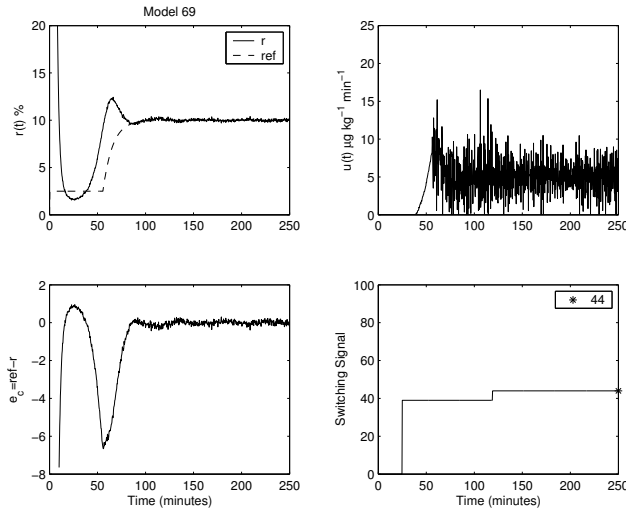 Model 69
r(t) %
20
15
10
5
0
0 50 100 150 200 250
r
ref
u(t) μg kg⁻¹ min⁻¹
25
20
15
10
5
0
0 50 100 150 200 250
e_c=ref−r
2
0
−2
−4
−6
−8
0 50 100 150 200 250
Time (minutes)
Switching Signal
100
80
60
40
20
0
0 50 100 150 200 250
Time (minutes)
44